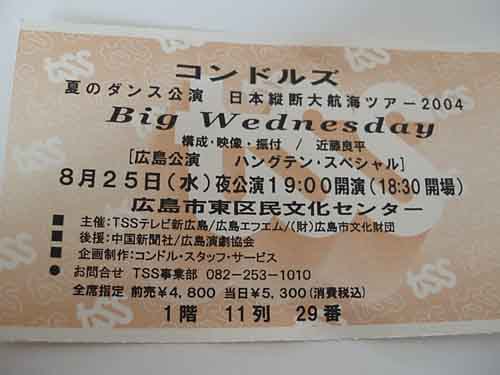 コンドルズ
夏のダンス公演　日本縦断大航海ツアー2004
Big Wednesday
構成・映像・振付 / 近藤良平
[広島公演　ハングテン・スペシャル]
8月25日(水)夜公演19:00開演(18:30開場)
広島市東区民文化センター
■ 主催:TSSテレビ新広島/広島エフエム/(財)広島市文化財団
■ 後援:中国新聞社/広島演劇協会
■ 企画制作:コンドル・スタッフ・サービス
● お問合せ TSS事業部 082-253-1010
全席指定 前売¥4,800 当日¥5,300(消費税込)
1階　11列　29番
tss